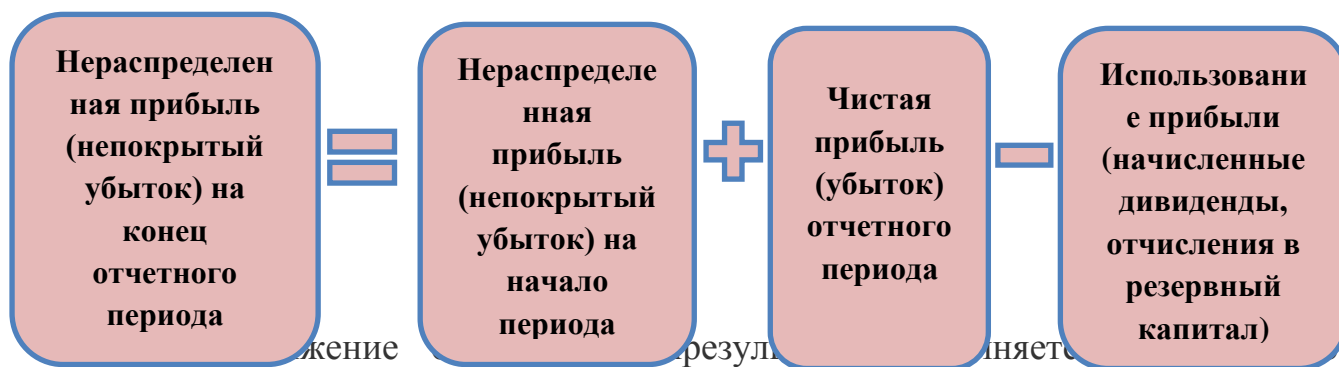 Нераспределен
ная прибыль
(непокрытый
убыток) на
конец
отчетного
периода
Нераспределе
нная
прибыль
(непокрытый
убыток) на
начало
периода
Чистая
прибыль
(убыток)
отчетного
периода
Использовани
е прибыли
(начисленные
дивиденды,
отчисления в
резервный
капитал)